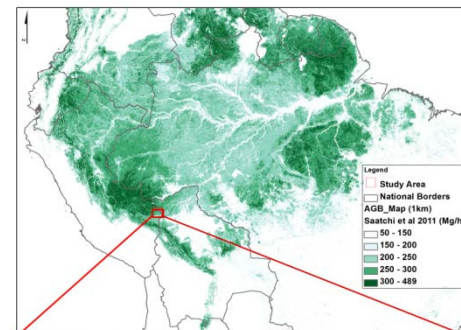 Legend
Study Area
National Borders
AGB_Map (1km)
Saatchi et al 2011 (Mg/h
50 - 150
150 - 200
200 - 250
250 - 300
300 - 489